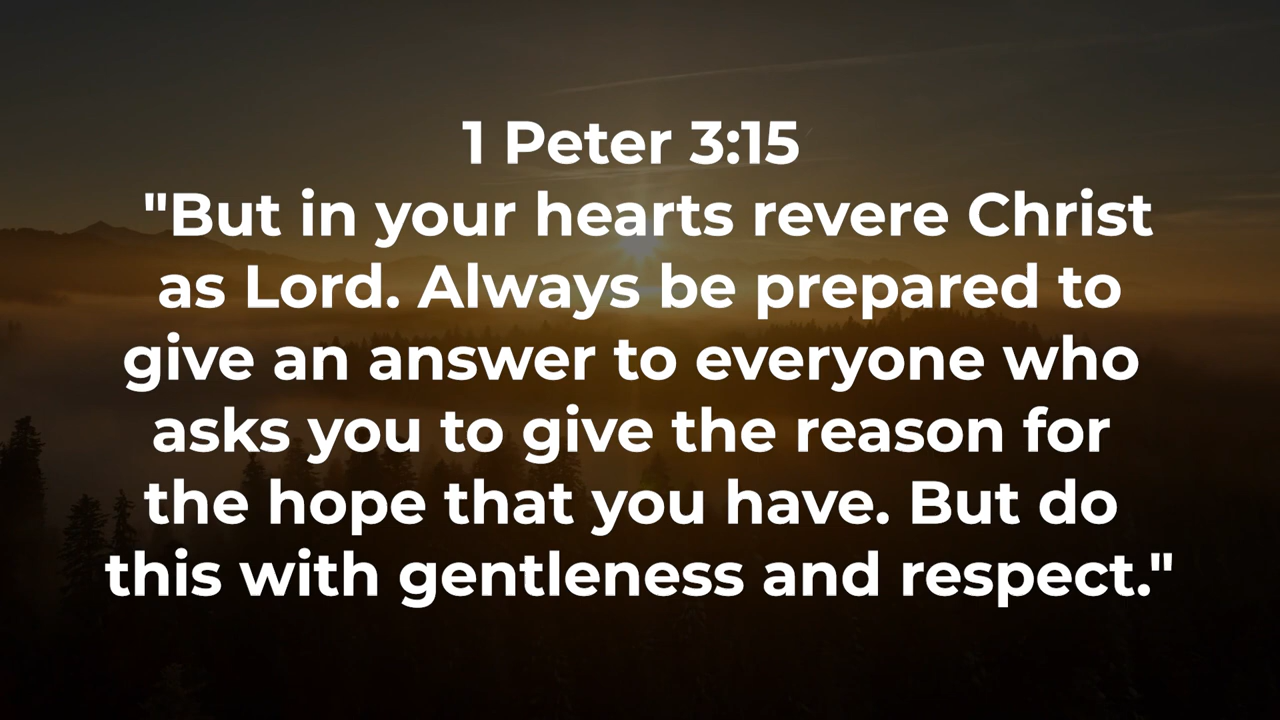 1 Peter 3:15
"But in your hearts revere Christ
as Lord. Always be prepared to
give an answer to everyone who
asks you to give the reason for
the hope that you have. But do
this with gentleness and respect."